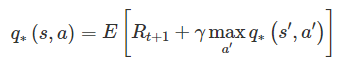 q_* (s, a) = E [ R_{t+1} + γ max_{a′} q_* (s′, a′) ]